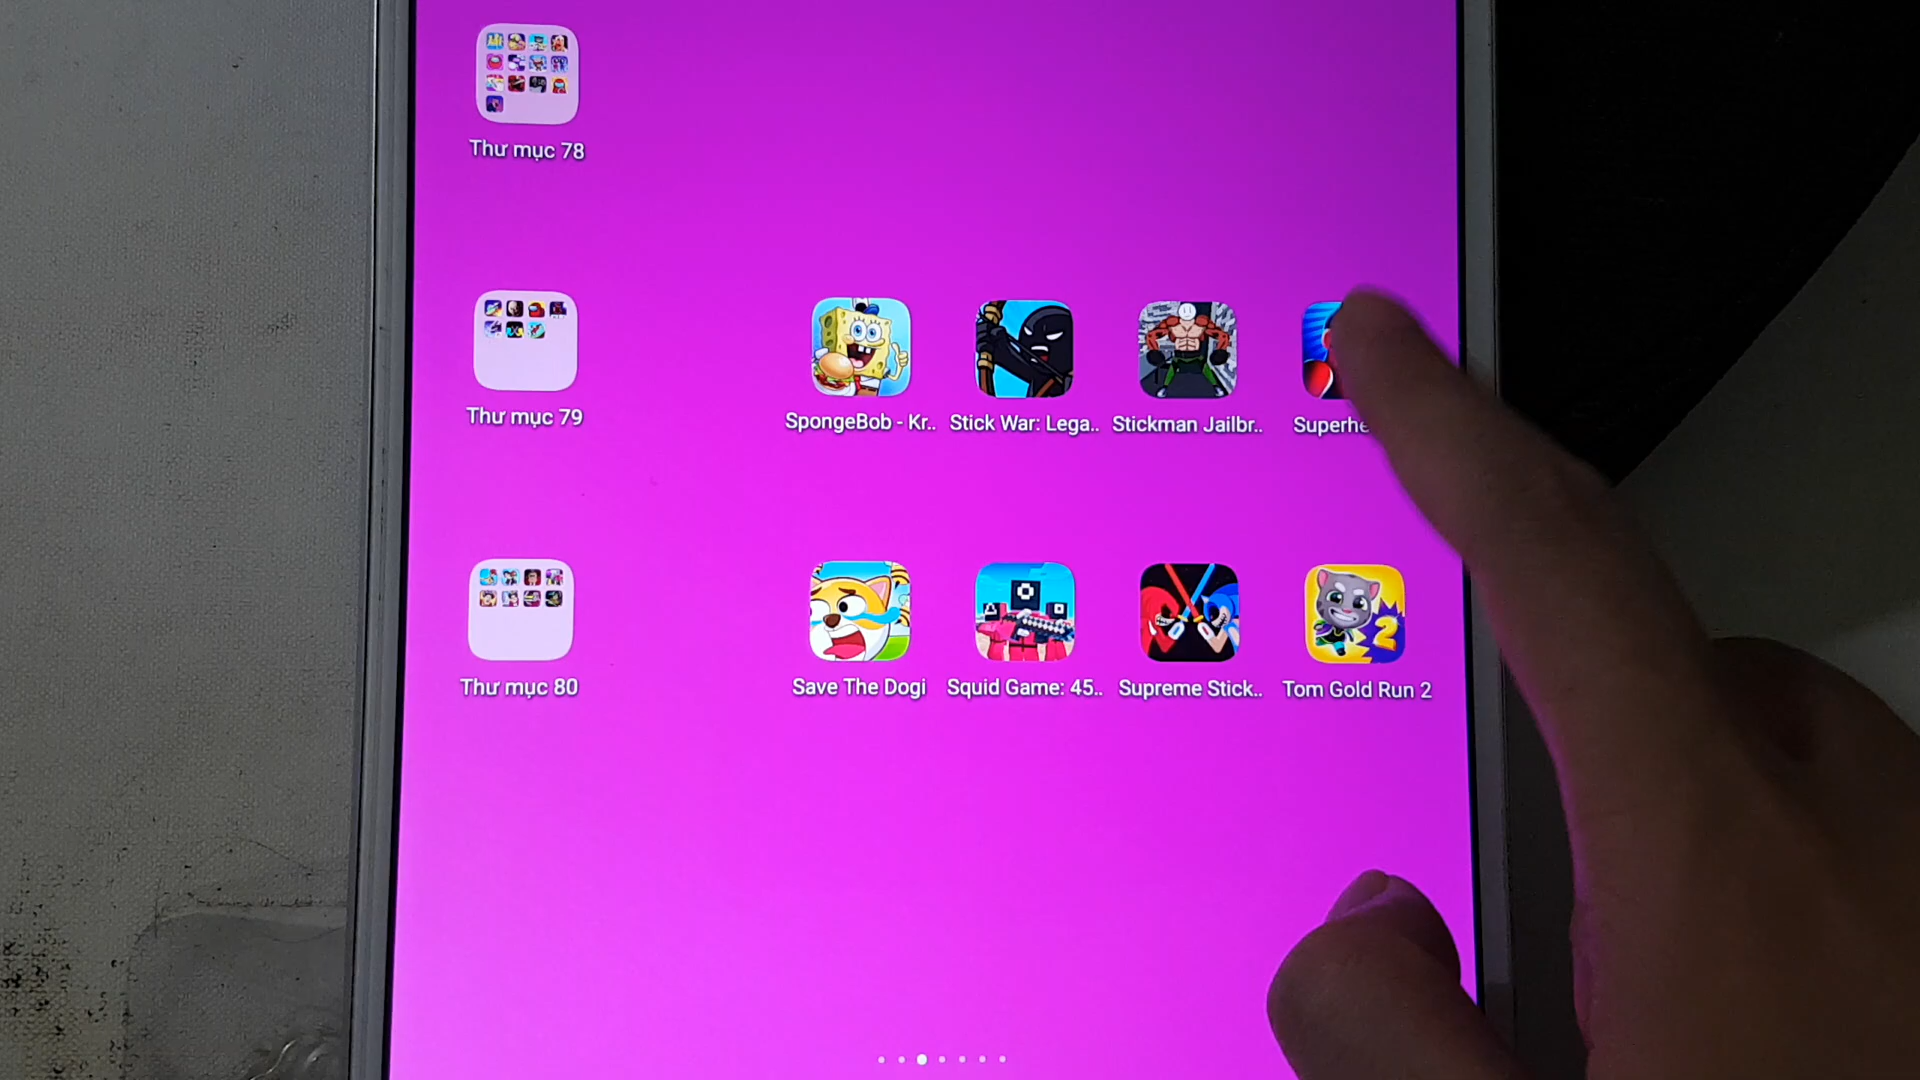 Thư mục 78
Thư mục 79
SpongeBob - Kr..
Stick War: Lega..
Stickman Jailbr..
Superhe
Thư mục 80
Save The Dogi
Squid Game: 45..
Supreme Stick..
Tom Gold Run 2
2